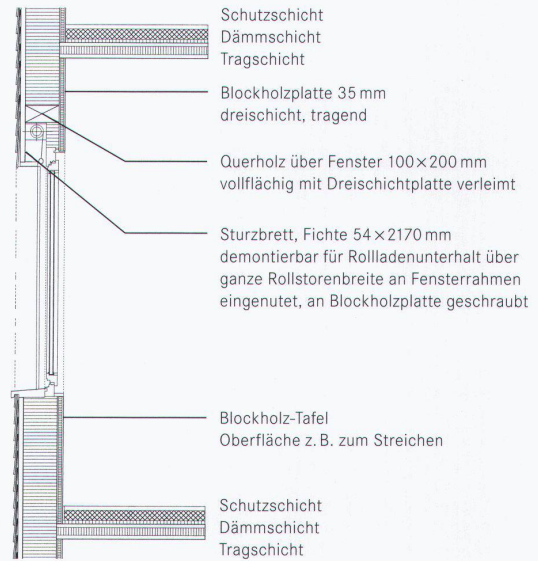 Schutzschicht
Dämmschicht
Tragschicht
Blockholzplatte 35 mm
dreischicht, tragend
Querholz über Fenster 100×200 mm
vollflächig mit Dreischichtplatte verleimt
Sturzbrett, Fichte 54×2170 mm
demontierbar für Rollladenunterhalt über
ganze Rollstorenbreite an Fensterrahmen
eingenutet, an Blockholzplatte geschraubt
Blockholz-Tafel
Oberfläche z. B. zum Streichen
Schutzschicht
Dämmschicht
Tragschicht